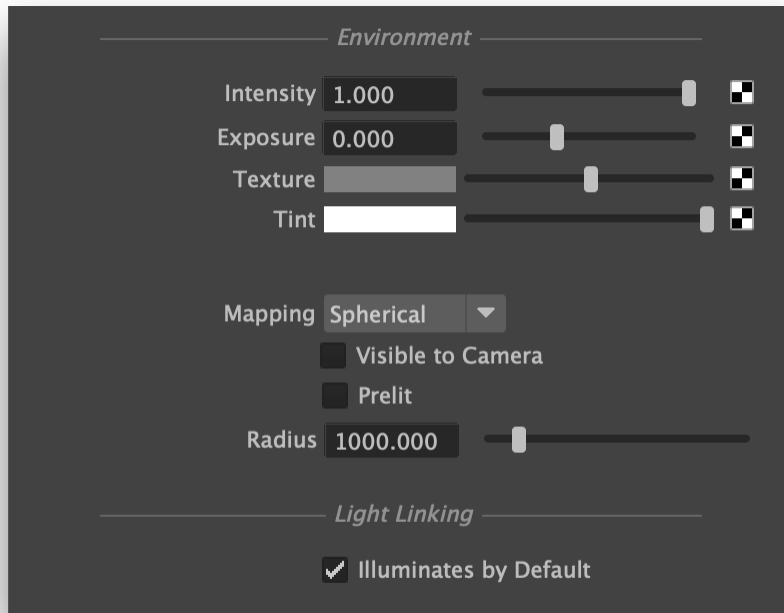 Environment
Intensity 1.000
Exposure 0.000
Texture
Tint
Mapping Spherical
Visible to Camera
Prelit
Radius 1000.000
Light Linking
Illuminates by Default